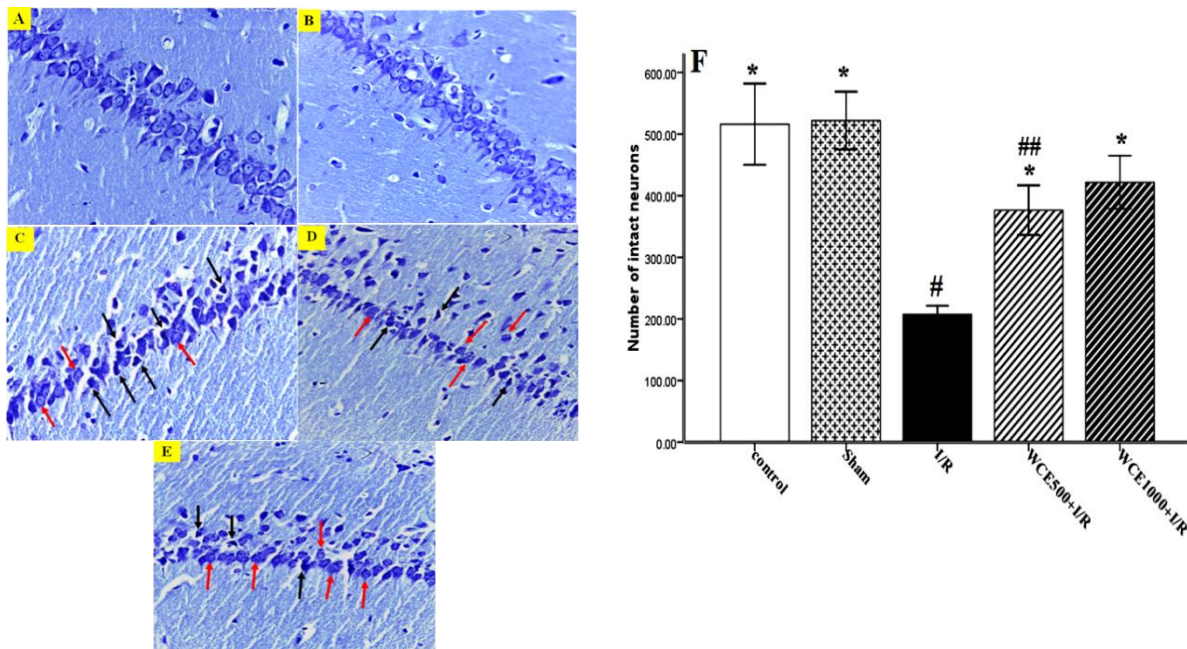 A
B
C
D
E
F
Number of intact neurons
600.00
500.00
400.00
300.00
200.00
100.00
0.00
*
*
#
##
*
*
control
Sham
I/R
WCE500+I/R
WCE1000+I/R